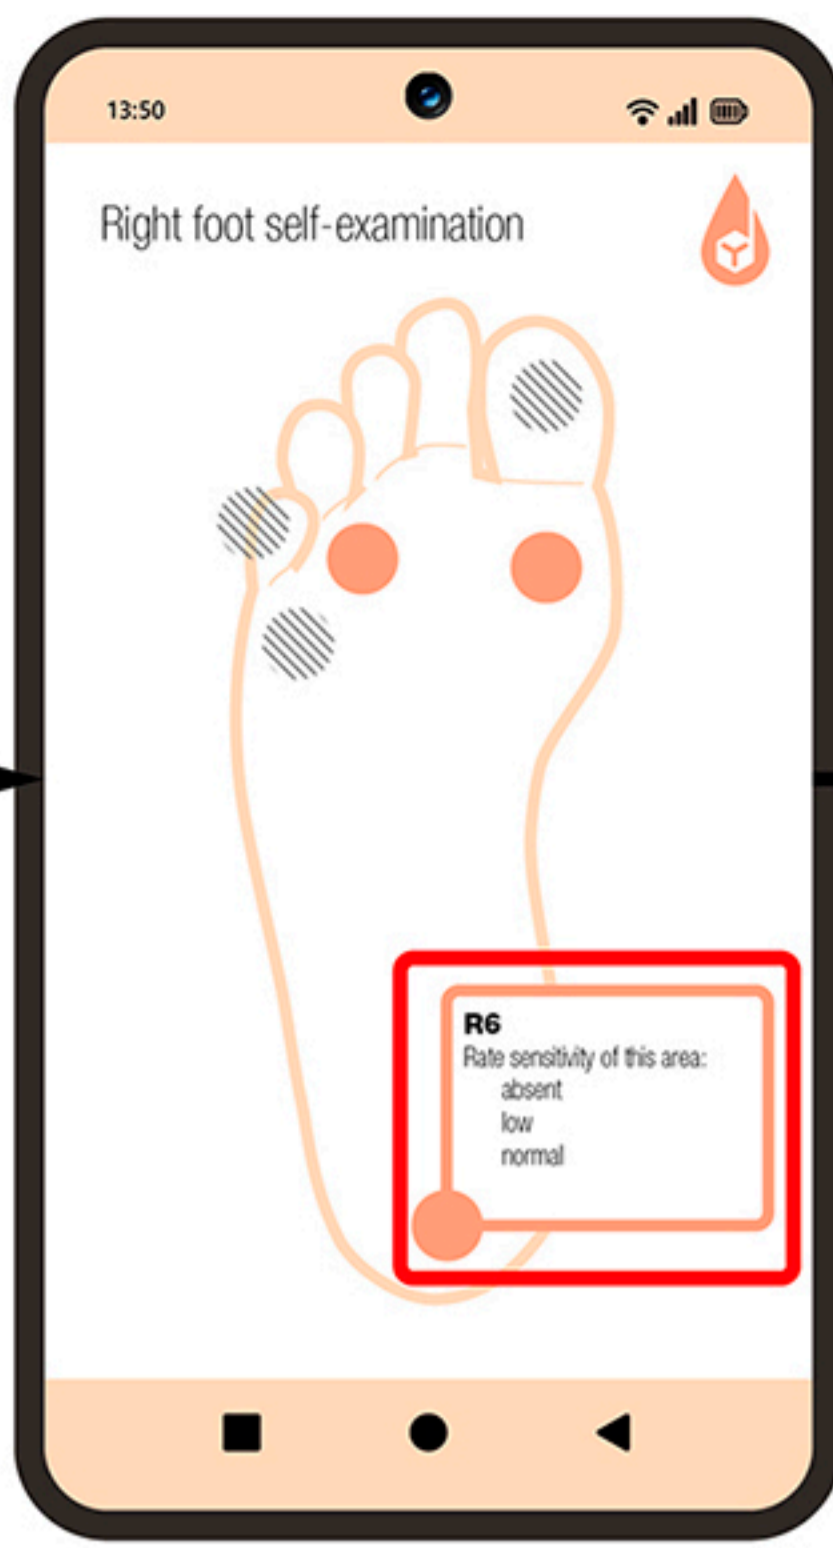 13:50
Right foot self-examination
R6
Rate sensitivity of this area:
absent
low
normal